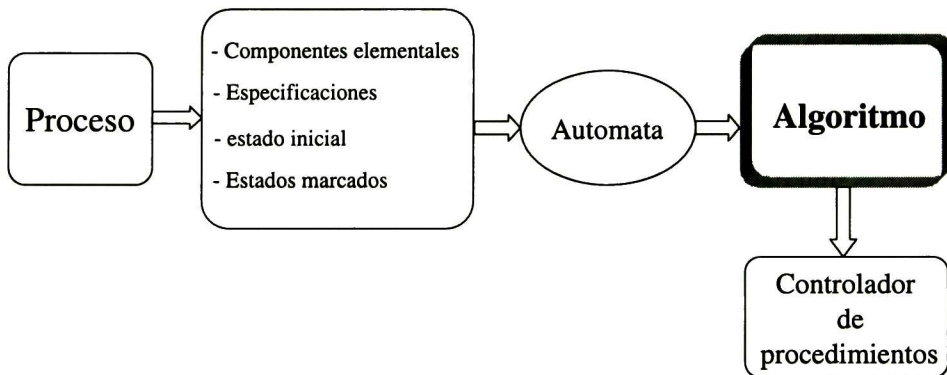 Proceso
- Componentes elementales
- Especificaciones
- estado inicial
- Estados marcados
Automata
Algoritmo
Controlador
de
procedimientos